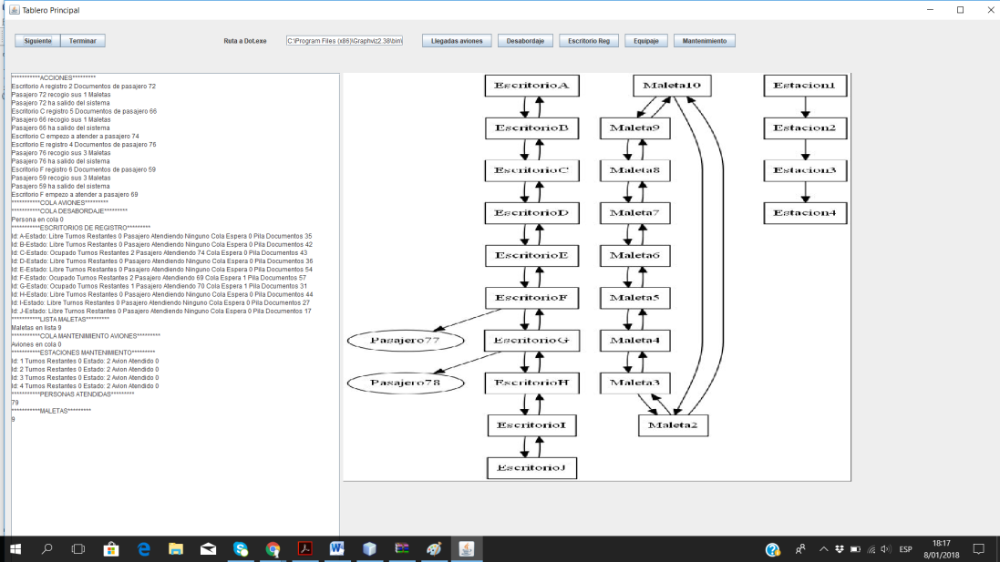 Tablero Principal
Siguiente
Terminar
Ruta a Dot.exe
C:\Program Files (x86)\Graphviz2.38\bin\
Llegadas aviones
Desabordaje
Escritorio Reg
Equipaje
Mantenimiento
***********ACCIONES*********
Escritorio A registro 2 Documentos de pasajero 72
Pasajero 72 recogio sus 1 Maletas
Pasajero 72 ha salido del sistema
Escritorio C registro 5 Documentos de pasajero 66
Pasajero 66 recogio sus 1 Maletas
Pasajero 66 ha salido del sistema
Escritorio C empezo a atender a pasajero 74
Escritorio E registro 4 Documentos de pasajero 76
Pasajero 76 recogio sus 3 Maletas
Pasajero 76 ha salido del sistema
Escritorio F registro 6 Documentos de pasajero 59
Pasajero 59 recogio sus 3 Maletas
Pasajero 59 ha salido del sistema
Escritorio F empezo a atender a pasajero 69
***********COLA AVIONES*********
***********COLA DESABORDAJE*********
Persona en cola 0
***********ESCRITORIOS DE REGISTRO*********
Id: A-Estado: Libre Turnos Restantes 0 Pasajero Atendiendo Ninguno Cola Espera 0 Pila Documentos 35
Id: B-Estado: Libre Turnos Restantes 0 Pasajero Atendiendo Ninguno Cola Espera 0 Pila Documentos 42
Id: C-Estado: Ocupado Turnos Restantes 2 Pasajero Atendiendo 74 Cola Espera 0 Pila Documentos 43
Id: D-Estado: Libre Turnos Restantes 0 Pasajero Atendiendo Ninguno Cola Espera 0 Pila Documentos 36
Id: E-Estado: Libre Turnos Restantes 0 Pasajero Atendiendo Ninguno Cola Espera 0 Pila Documentos 54
Id: F-Estado: Ocupado Turnos Restantes 2 Pasajero Atendiendo 69 Cola Espera 1 Pila Documentos 57
Id: G-Estado: Ocupado Turnos Restantes 1 Pasajero Atendiendo 70 Cola Espera 1 Pila Documentos 31
Id: H-Estado: Libre Turnos Restantes 0 Pasajero Atendiendo Ninguno Cola Espera 0 Pila Documentos 44
Id: I-Estado: Libre Turnos Restantes 0 Pasajero Atendiendo Ninguno Cola Espera 0 Pila Documentos 27
Id: J-Estado: Libre Turnos Restantes 0 Pasajero Atendiendo Ninguno Cola Espera 0 Pila Documentos 17
***********LISTA MALETAS*********
Maletas en lista 9
***********COLA MANTENIMIENTO AVIONES*********
Aviones en cola 0
***********ESTACIONES MANTENIMIENTO*********
Id: 1 Turnos Restantes 0 Estado: 2 Avion Atendido 0
Id: 2 Turnos Restantes 0 Estado: 2 Avion Atendido 0
Id: 3 Turnos Restantes 0 Estado: 2 Avion Atendido 0
Id: 4 Turnos Restantes 0 Estado: 2 Avion Atendido 0
***********PERSONAS ATENDIDAS*********
79
***********MALETAS*********
9
EscritorioA
EscritorioB
EscritorioC
EscritorioD
EscritorioE
EscritorioF
Pasajero77
EscritorioG
Pasajero78
EscritorioH
EscritorioI
EscritorioJ
Maleta10
Maleta9
Maleta8
Maleta7
Maleta6
Maleta5
Maleta4
Maleta3
Maleta2
Estacion1
Estacion2
Estacion3
Estacion4
ESP
18:17
8/01/2018